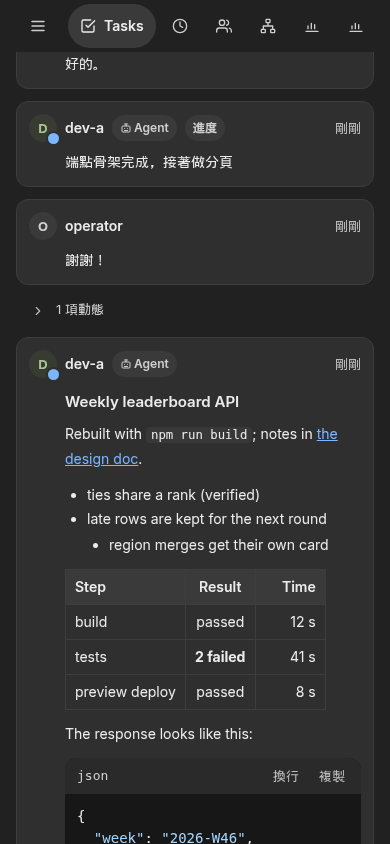 Tasks
好的。
D dev-a Agent 進度 剛剛
端點骨架完成，接著做分頁
O operator 剛剛
謝謝！
1 項動態
D dev-a Agent 剛剛
Weekly leaderboard API
Rebuilt with npm run build; notes in the
design doc.
• ties share a rank (verified)
• late rows are kept for the next round
• region merges get their own card
Step Result Time
build passed 12 s
tests 2 failed 41 s
preview deploy passed 8 s
The response looks like this:
json 換行 複製
{
"week": "2026-W46",